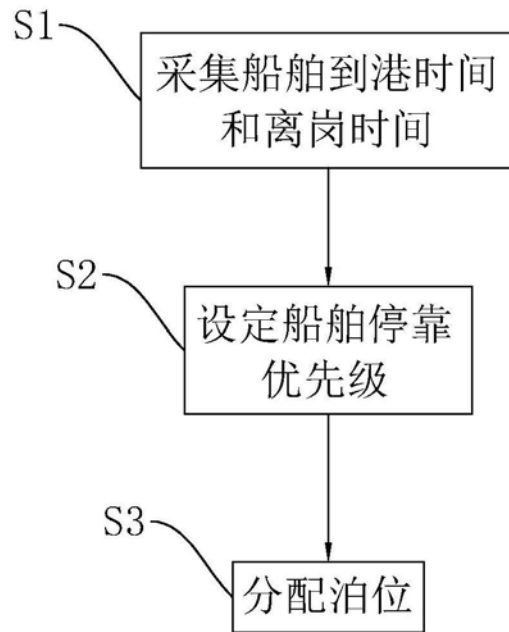 S1
采集船舶到港时间
和离岗时间
S2
设定船舶停靠
优先级
S3
分配泊位